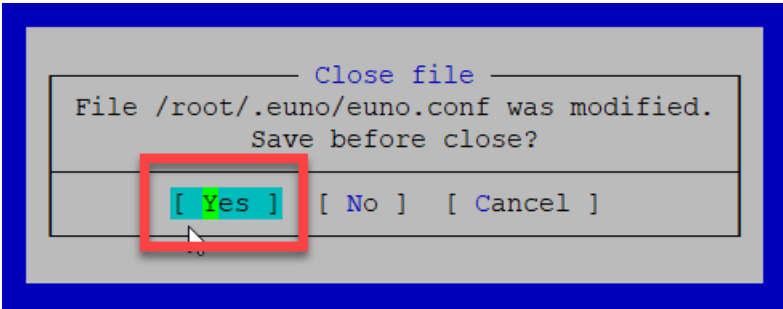 Close file
File /root/.euno/euno.conf was modified.
Save before close?
[ Yes ] [ No ] [ Cancel ]